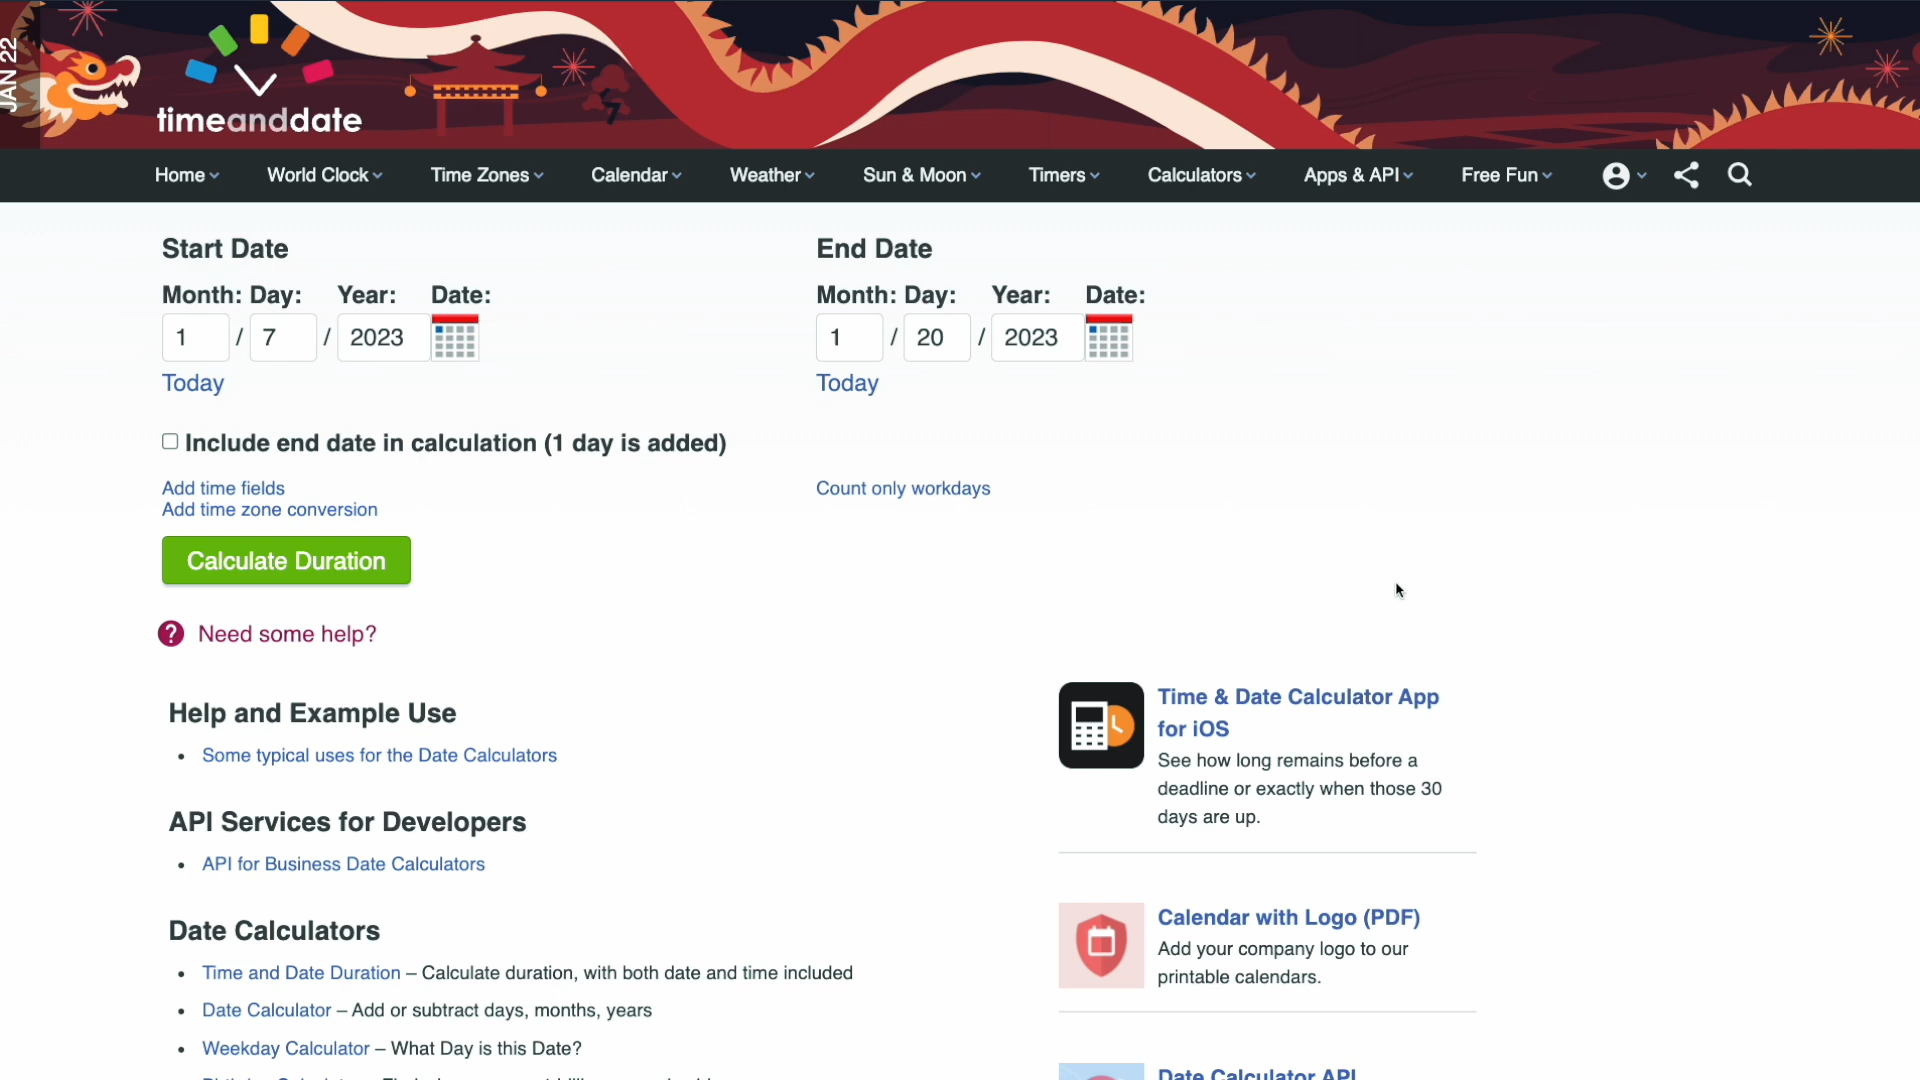 JAN 22
timeanddate
Home World Clock Time Zones Calendar Weather Sun & Moon Timers Calculators Apps & API Free Fun
Start Date End Date
Month: Day: Year: Date: Month: Day: Year: Date:
1 / 7 / 2023 1 / 20 / 2023
Today Today
Include end date in calculation (1 day is added)
Add time fields Count only workdays
Add time zone conversion
Calculate Duration
? Need some help?
Help and Example Use
• Some typical uses for the Date Calculators
API Services for Developers
• API for Business Date Calculators
Date Calculators
• Time and Date Duration – Calculate duration, with both date and time included
• Date Calculator – Add or subtract days, months, years
• Weekday Calculator – What Day is this Date?
Time & Date Calculator App
for iOS
See how long remains before a
deadline or exactly when those 30
days are up.
Calendar with Logo (PDF)
Add your company logo to our
printable calendars.
Date Calculator API